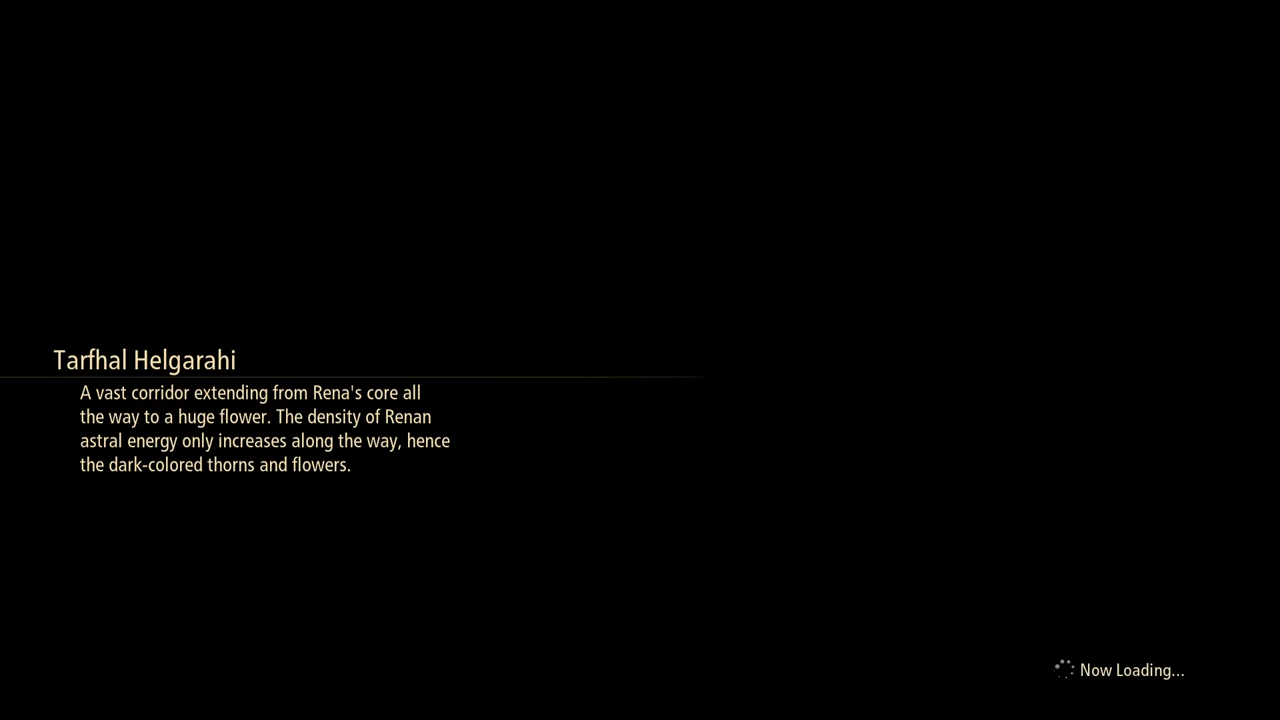 Tarfhal Helgarahi
A vast corridor extending from Rena's core all
the way to a huge flower. The density of Renan
astral energy only increases along the way, hence
the dark-colored thorns and flowers.
Now Loading...